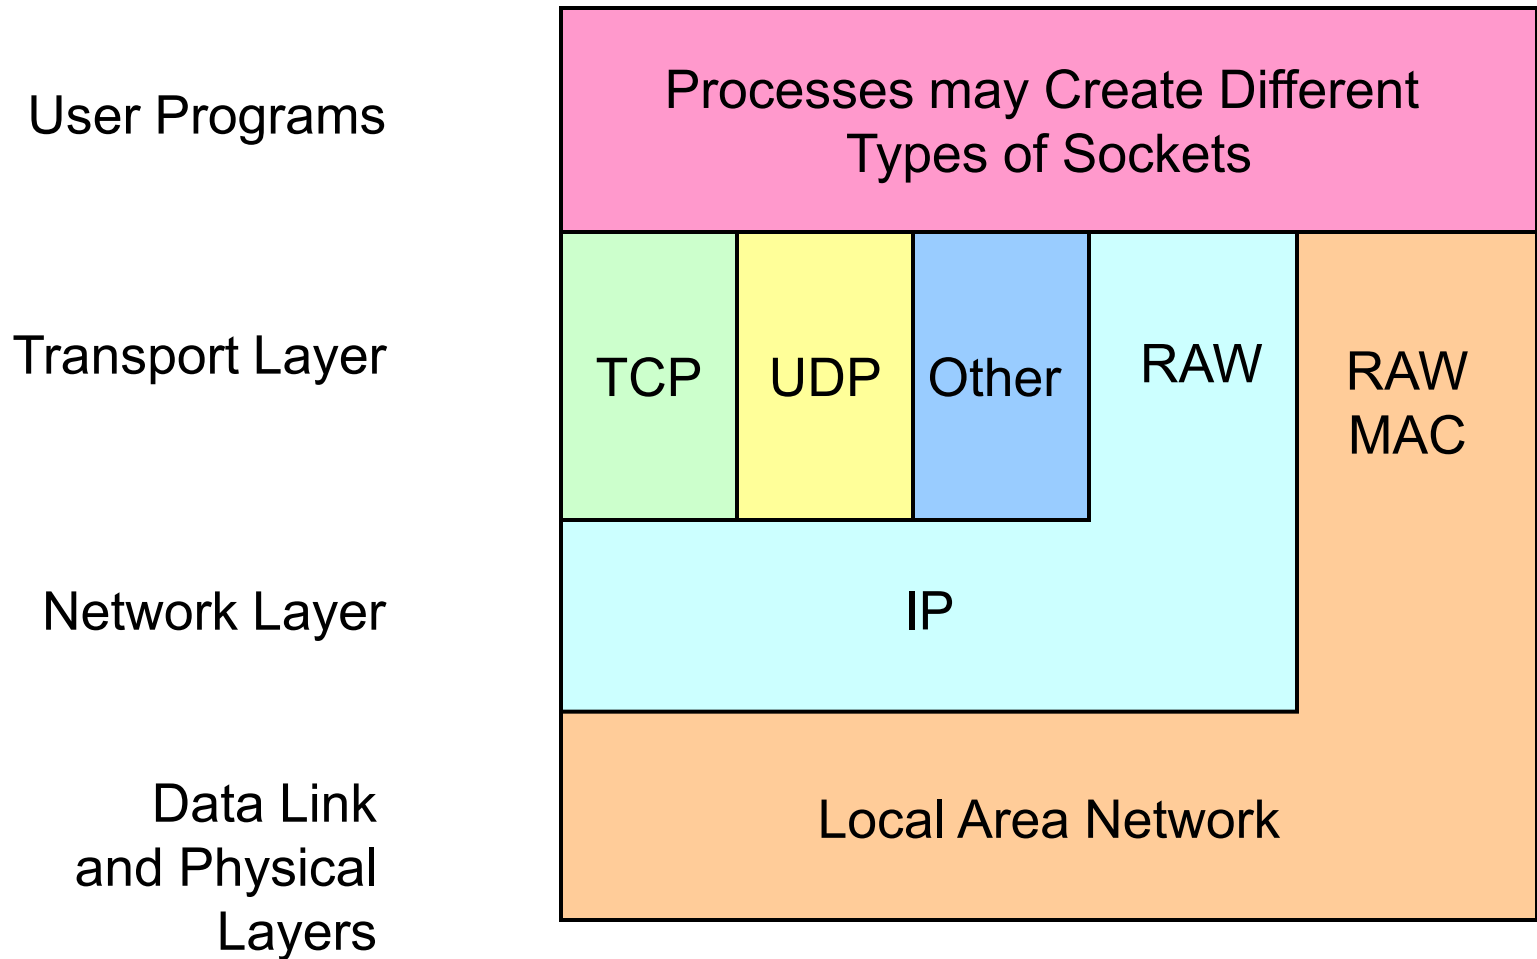 User Programs
Processes may Create Different
Types of Sockets
Transport Layer
TCP
UDP
Other
RAW
RAW
MAC
Network Layer
IP
Data Link
and Physical
Layers
Local Area Network